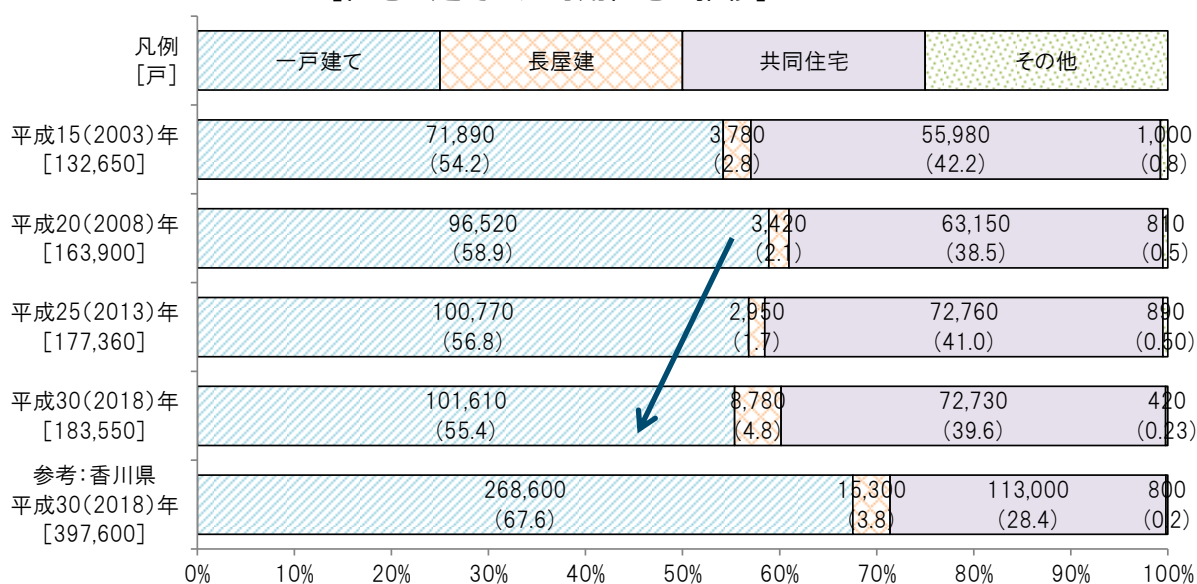 凡例
[戸]
一戸建て 長屋建 共同住宅 その他
平成15(2003)年
[132,650]
71,890 3,780 55,980 1,000
(54.2) (2.8) (42.2) (0.8)
平成20(2008)年
[163,900]
96,520 3,420 63,150 810
(58.9) (2.1) (38.5) (0.5)
平成25(2013)年
[177,360]
100,770 2,950 72,760 890
(56.8) (1.7) (41.0) (0.50)
平成30(2018)年
[183,550]
101,610 8,780 72,730 420
(55.4) (4.8) (39.6) (0.23)
参考:香川県
平成30(2018)年
[397,600]
268,600 15,300 113,000 800
(67.6) (3.8) (28.4) (0.2)
0% 10% 20% 30% 40% 50% 60% 70% 80% 90% 100%